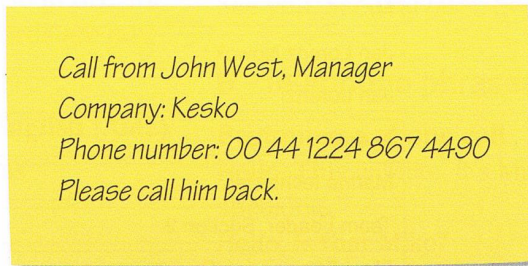 Call from John West, Manager
Company: Kesko
Phone number: 00 44 1224 867 4490
Please call him back.